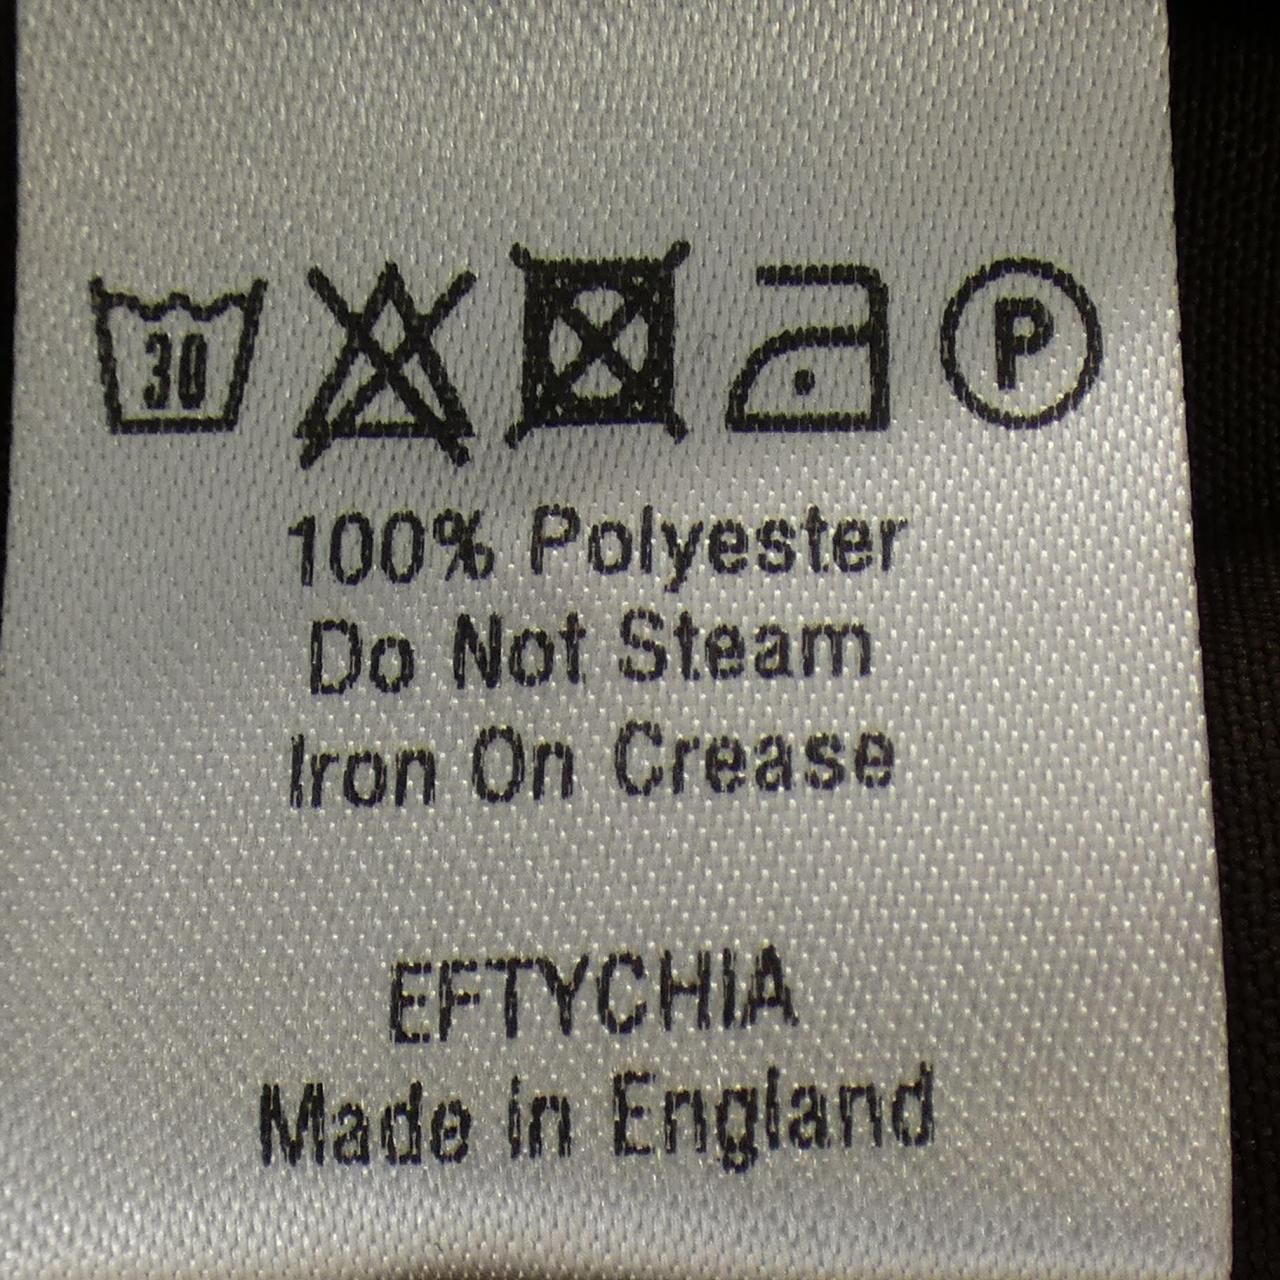 30 P
100% Polyester
Do Not Steam
Iron On Crease
EFTYCHIA
Made in England